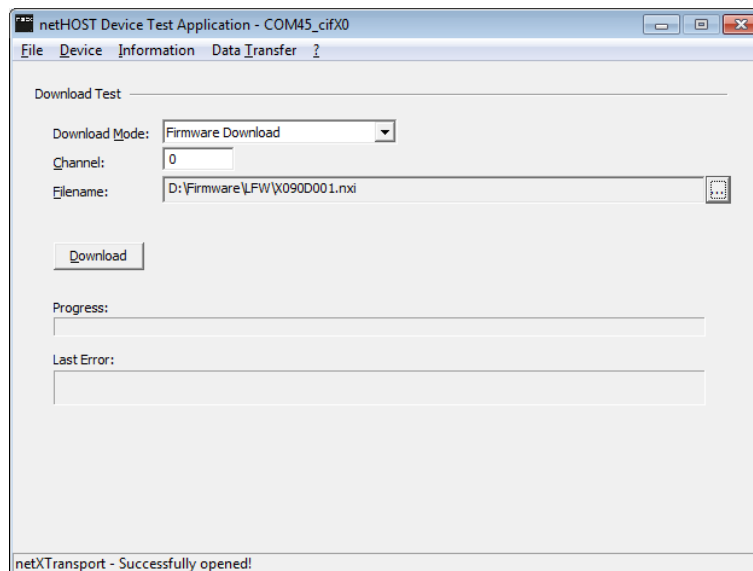 netHOST Device Test Application - COM45_cifX0
File Device Information Data Transfer ?
Download Test
Download Mode: Firmware Download
Channel: 0
Filename: D:\Firmware\LFW\X090D001.nxi ...
Download
Progress:
Last Error:
netXTransport - Successfully opened!